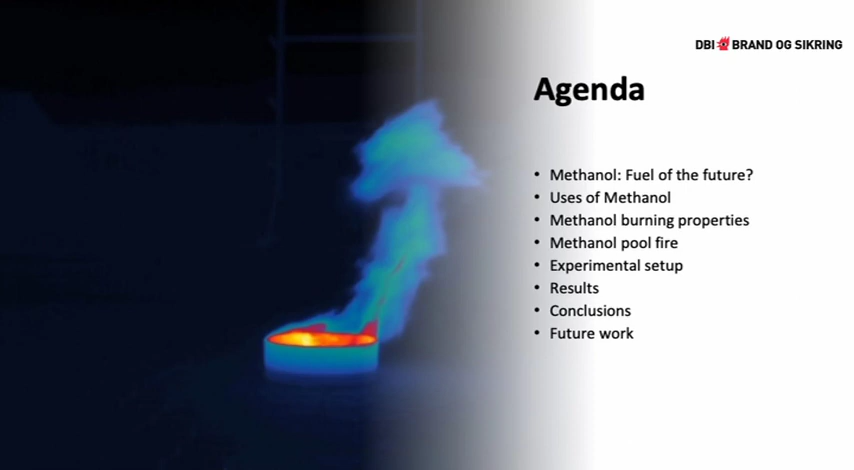 DBI BRAND OG SIKRING
Agenda
• Methanol: Fuel of the future?
• Uses of Methanol
• Methanol burning properties
• Methanol pool fire
• Experimental setup
• Results
• Conclusions
• Future work